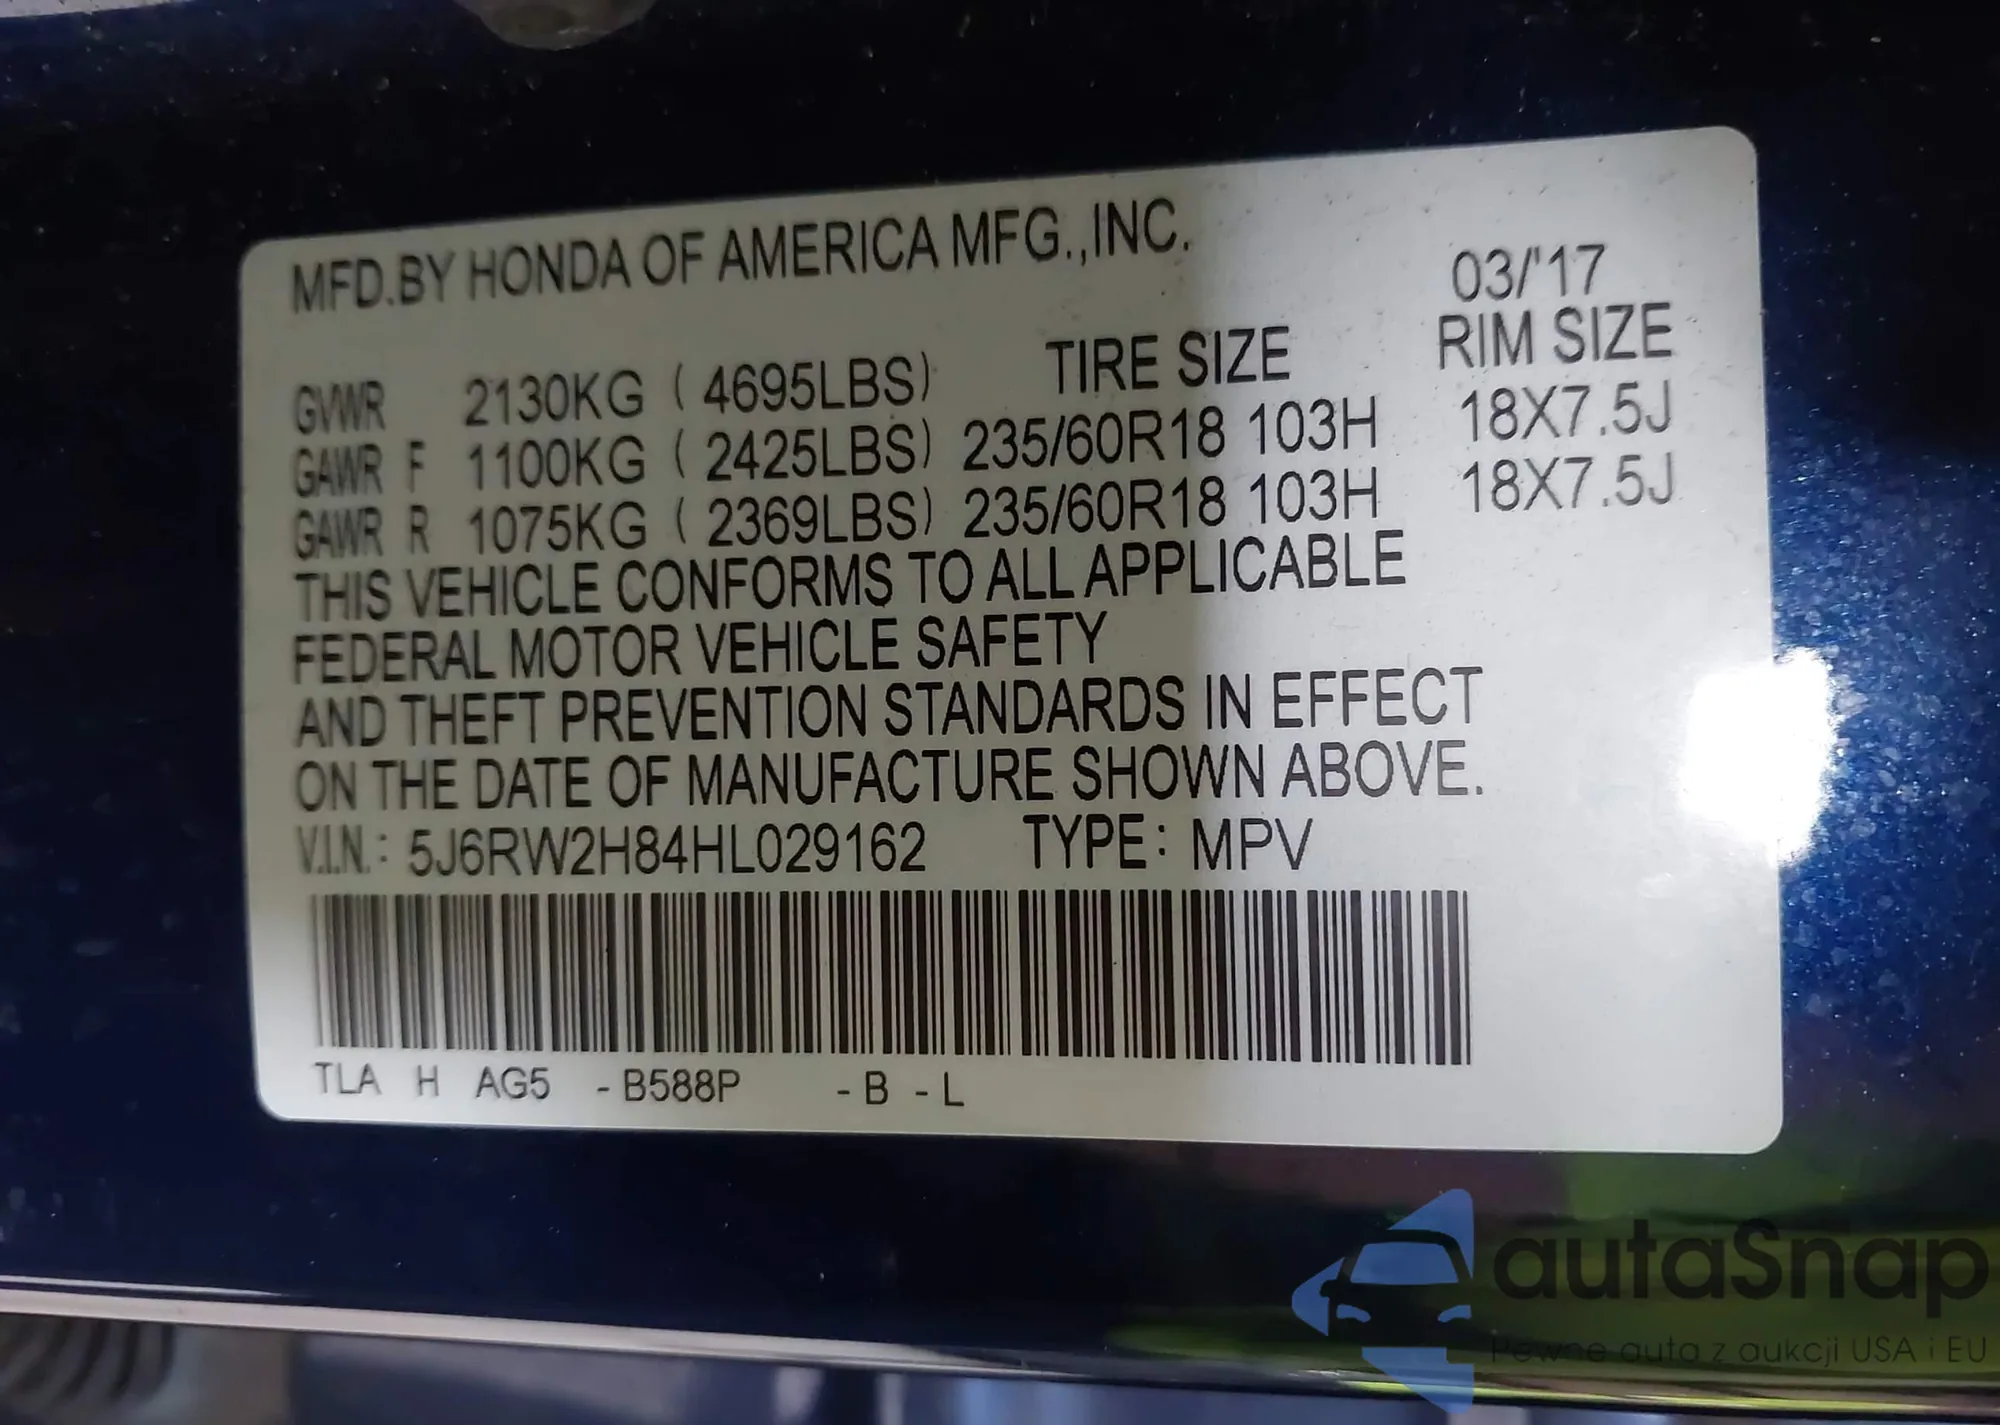 MFD.BY HONDA OF AMERICA MFG.,INC.
03/'17
TIRE SIZE RIM SIZE
GVWR 2130KG ( 4695LBS)
GAWR F 1100KG ( 2425LBS) 235/60R18 103H 18X7.5J
GAWR R 1075KG ( 2369LBS) 235/60R18 103H 18X7.5J
THIS VEHICLE CONFORMS TO ALL APPLICABLE
FEDERAL MOTOR VEHICLE SAFETY
AND THEFT PREVENTION STANDARDS IN EFFECT
ON THE DATE OF MANUFACTURE SHOWN ABOVE.
V.I.N.: 5J6RW2H84HL029162 TYPE: MPV
TLA H AG5 -B588P -B -L
autaSnap
Pewne auta z aukcji USA i EU